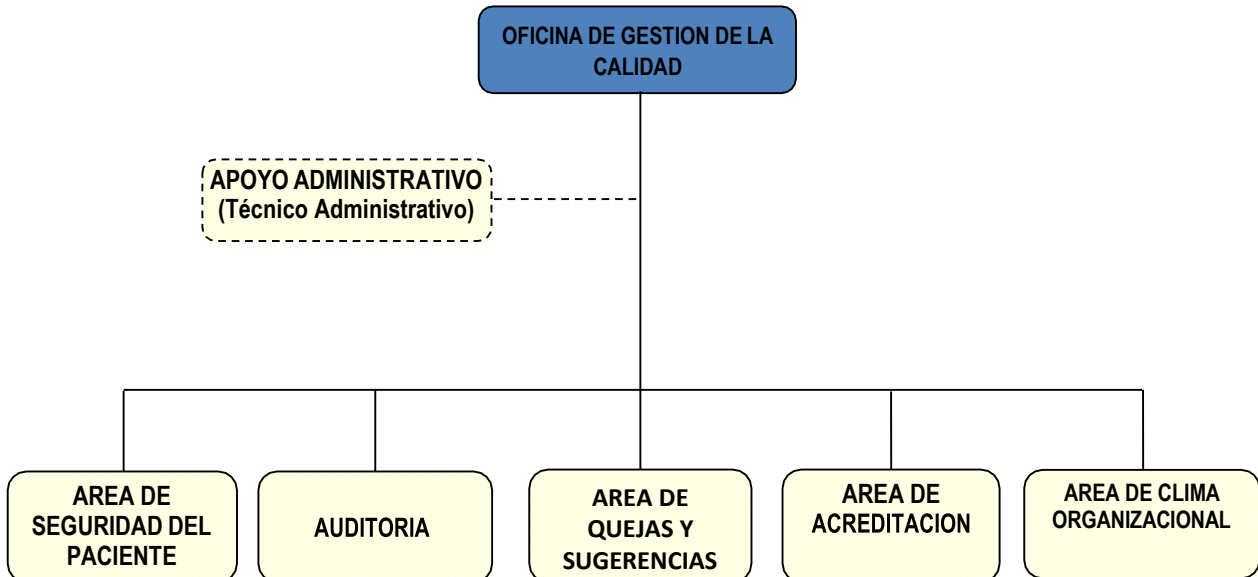 OFICINA DE GESTION DE LA
CALIDAD
APOYO ADMINISTRATIVO
(Técnico Administrativo)
AREA DE
SEGURIDAD DEL
PACIENTE
AUDITORIA
AREA DE
QUEJAS Y
SUGERENCIAS
AREA DE
ACREDITACION
AREA DE CLIMA
ORGANIZACIONAL